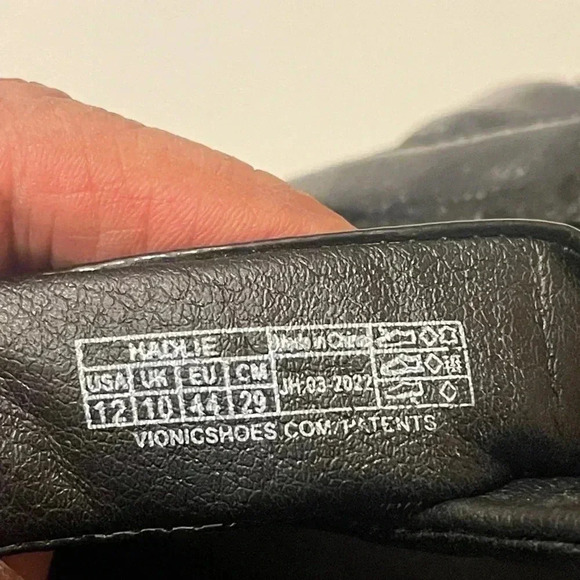 HADLIE Made in China
USA UK EU CM JH-03-2022
12 10 44 29
VIONICSHOES.COM/PATENTS